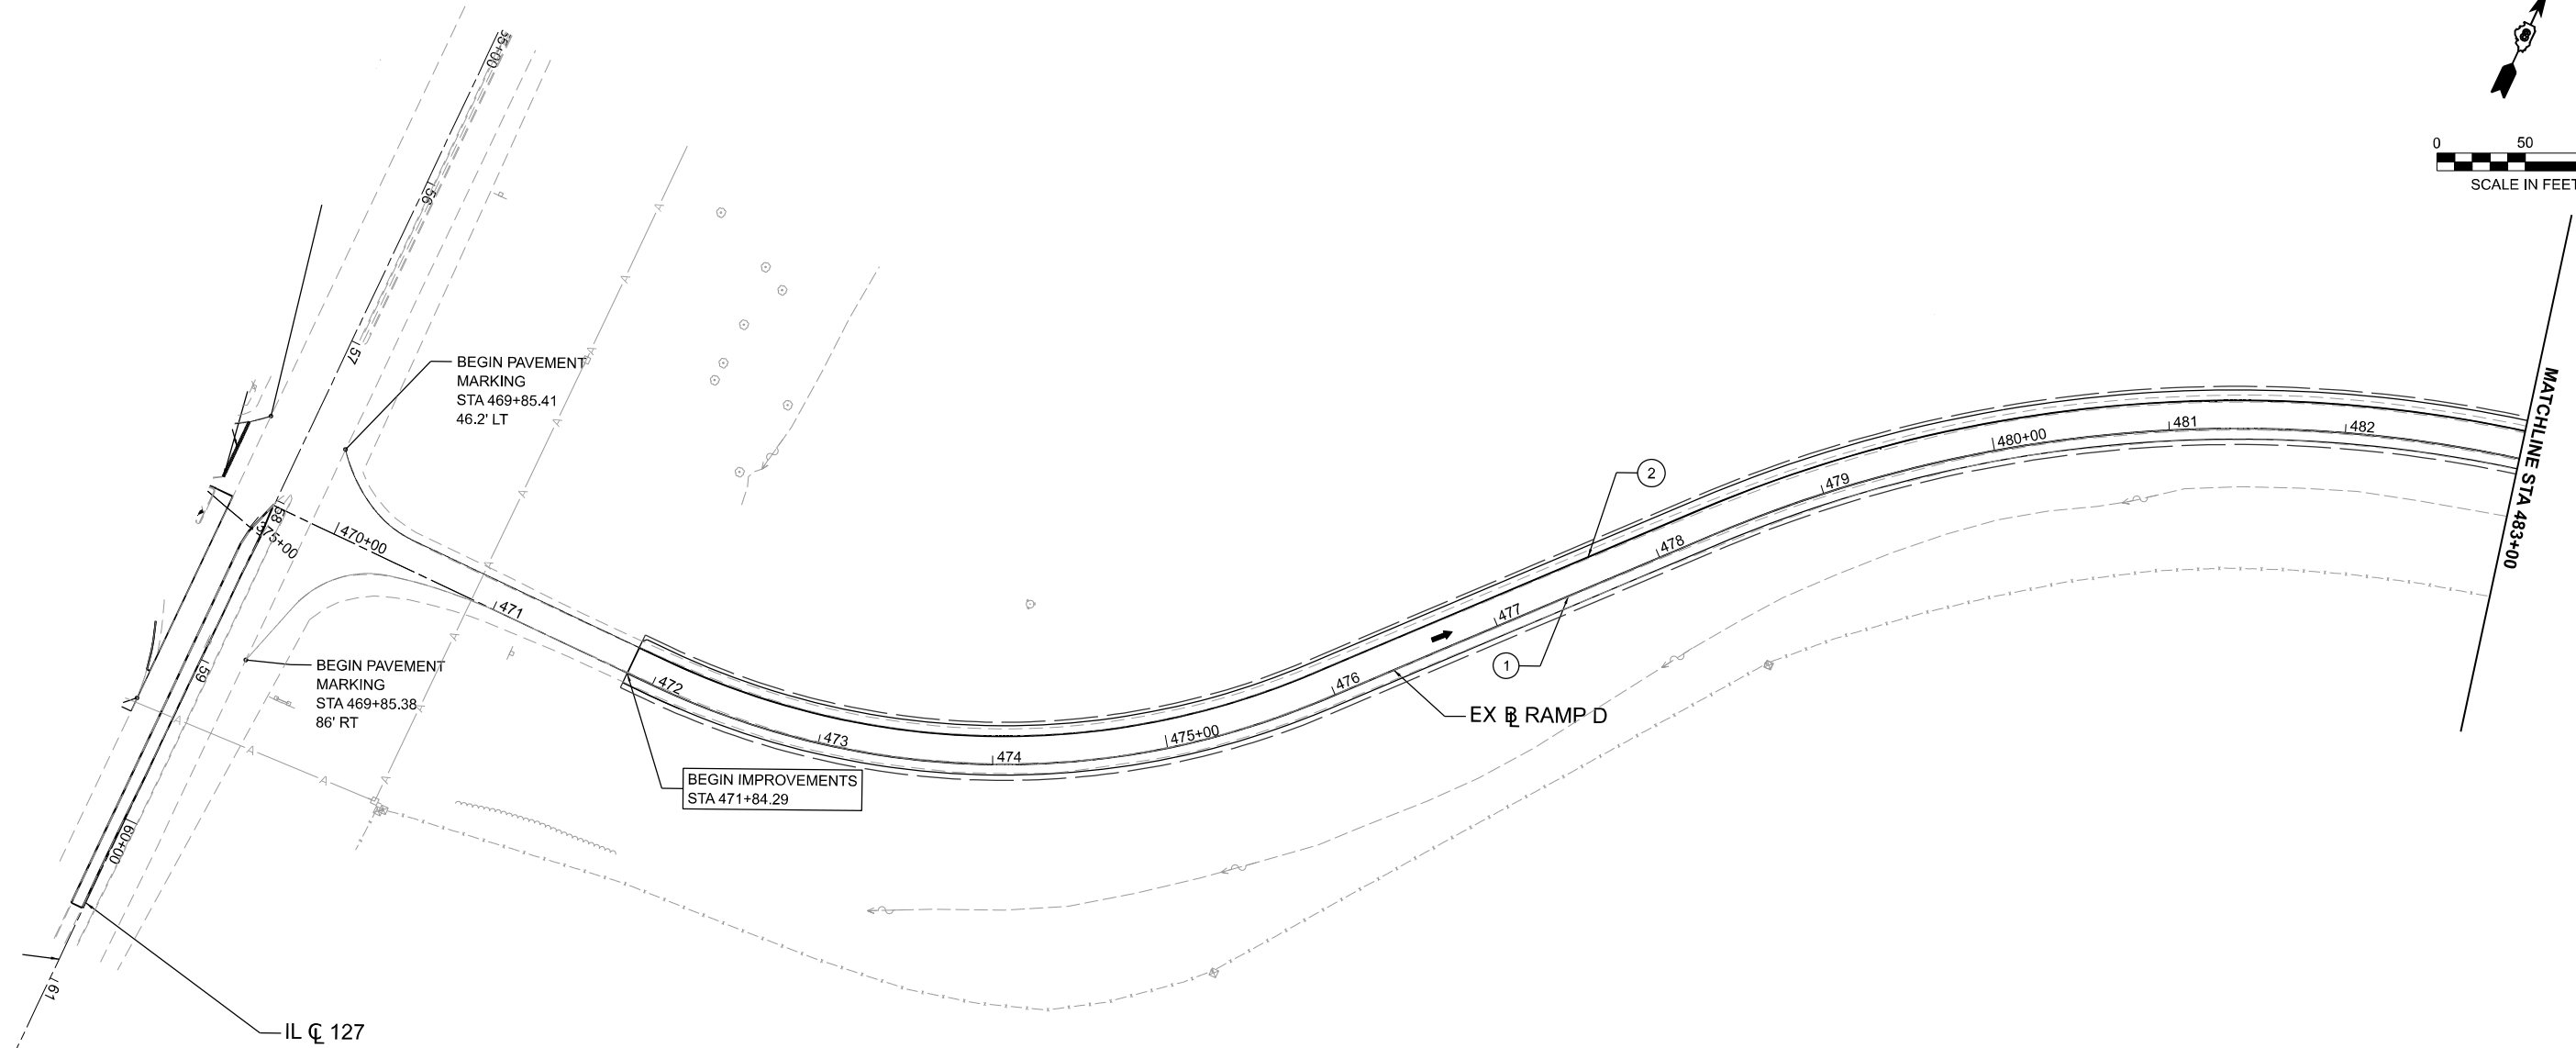 55+00
56
57
58
59
60+00
61
375+00
0 50
SCALE IN FEET
MATCHLINE STA 483+00
BEGIN PAVEMENT
MARKING
STA 469+85.41
46.2' LT
BEGIN PAVEMENT
MARKING
STA 469+85.38
86' RT
470+00
471
472
473
474
475+00
476
477
478
479
480+00
481
482
2
1
EX BL RAMP D
BEGIN IMPROVEMENTS
STA 471+84.29
IL CL 127
A
A
A
A
A
A
A
A
A
A
A
A